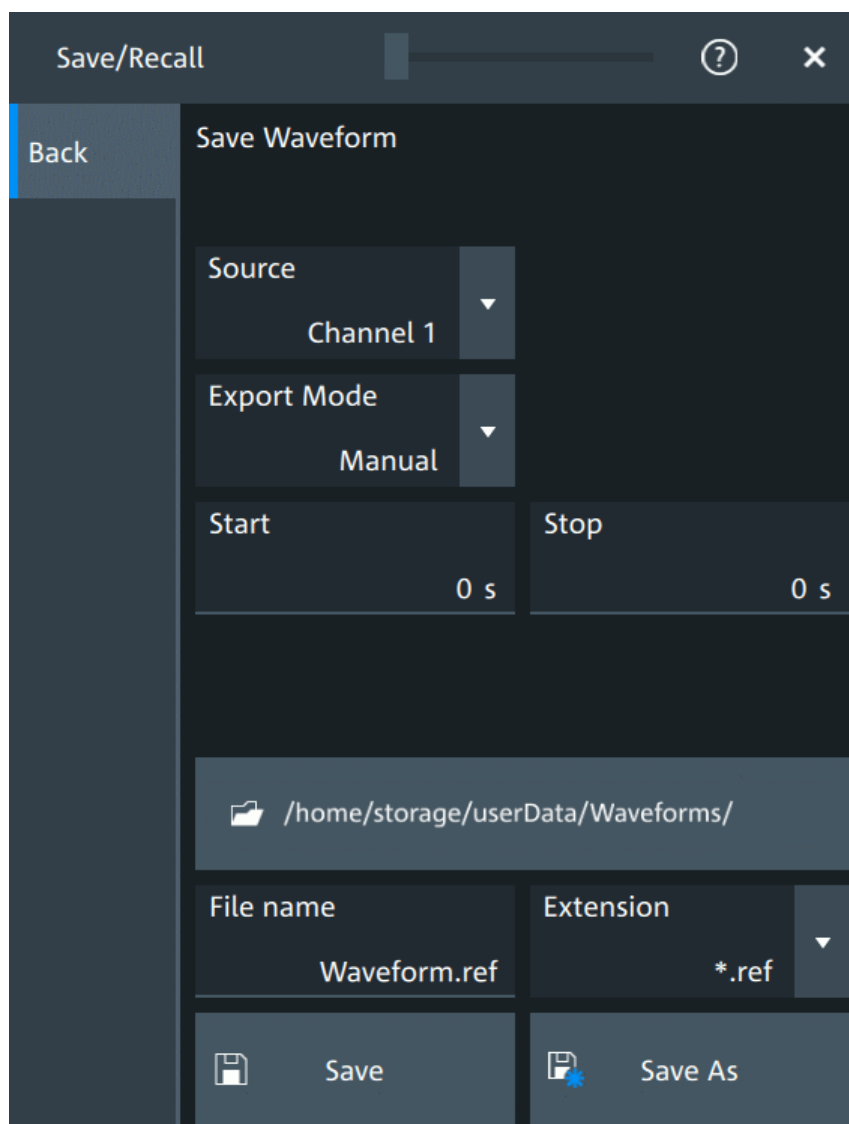 Save/Recall
Back
Save Waveform
Source
Channel 1
Export Mode
Manual
Start
0 s
Stop
0 s
/home/storage/userData/Waveforms/
File name
Waveform.ref
Extension
*.ref
Save
Save As